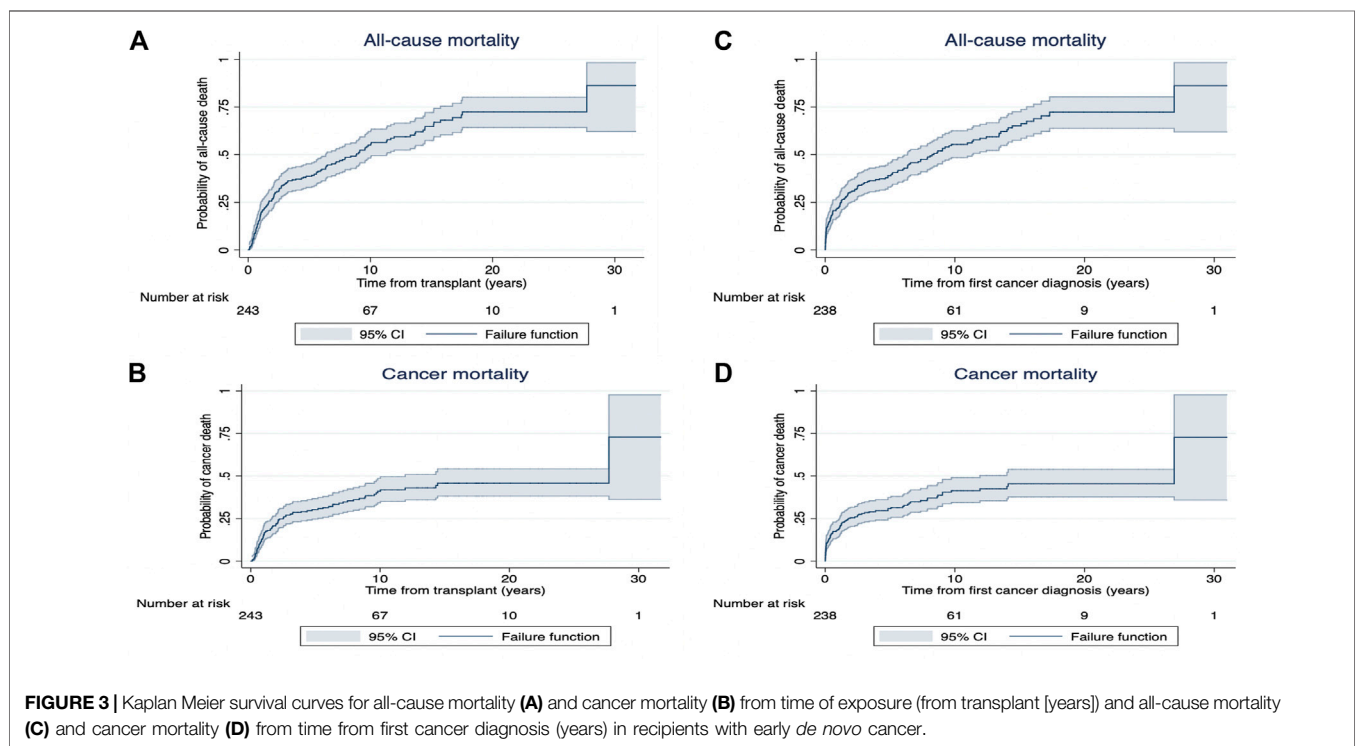 A
All-cause mortality
Probability of all-cause death
1
.75
.5
.25
0
0 10 20 30
Time from transplant (years)
Number at risk
243 67 10 1
95% CI Failure function
B
Cancer mortality
Probability of cancer death
1
.75
.5
.25
0
0 10 20 30
Time from transplant (years)
Number at risk
243 67 10 1
95% CI Failure function
C
All-cause mortality
Probability of all-cause death
1
.75
.5
.25
0
0 10 20 30
Time from first cancer diagnosis (years)
Number at risk
238 61 9 1
95% CI Failure function
D
Cancer mortality
Probability of cancer death
1
.75
.5
.25
0
0 10 20 30
Time from first cancer diagnosis (years)
Number at risk
238 61 9 1
95% CI Failure function
FIGURE 3 | Kaplan Meier survival curves for all-cause mortality (A) and cancer mortality (B) from time of exposure (from transplant [years]) and all-cause mortality
(C) and cancer mortality (D) from time from first cancer diagnosis (years) in recipients with early de novo cancer.